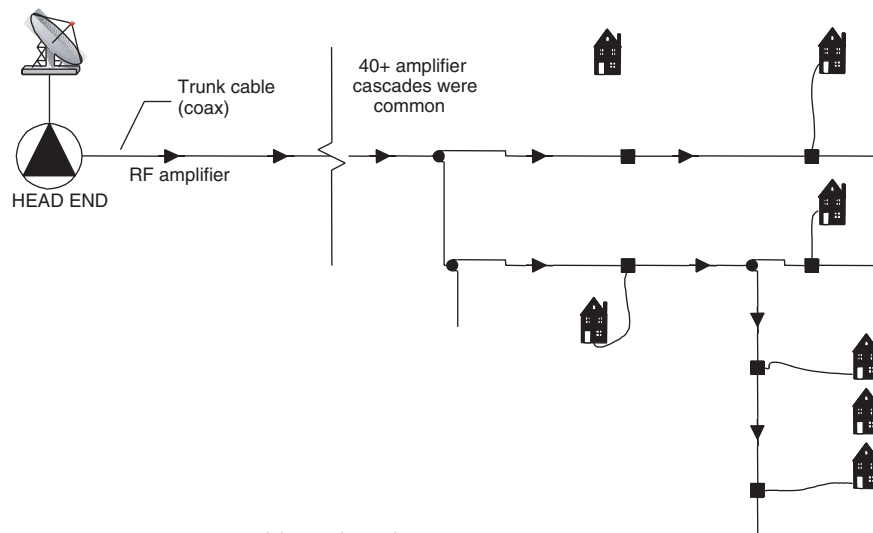 40+ amplifier
cascades were
common
Trunk cable
(coax)
RF amplifier
HEAD END